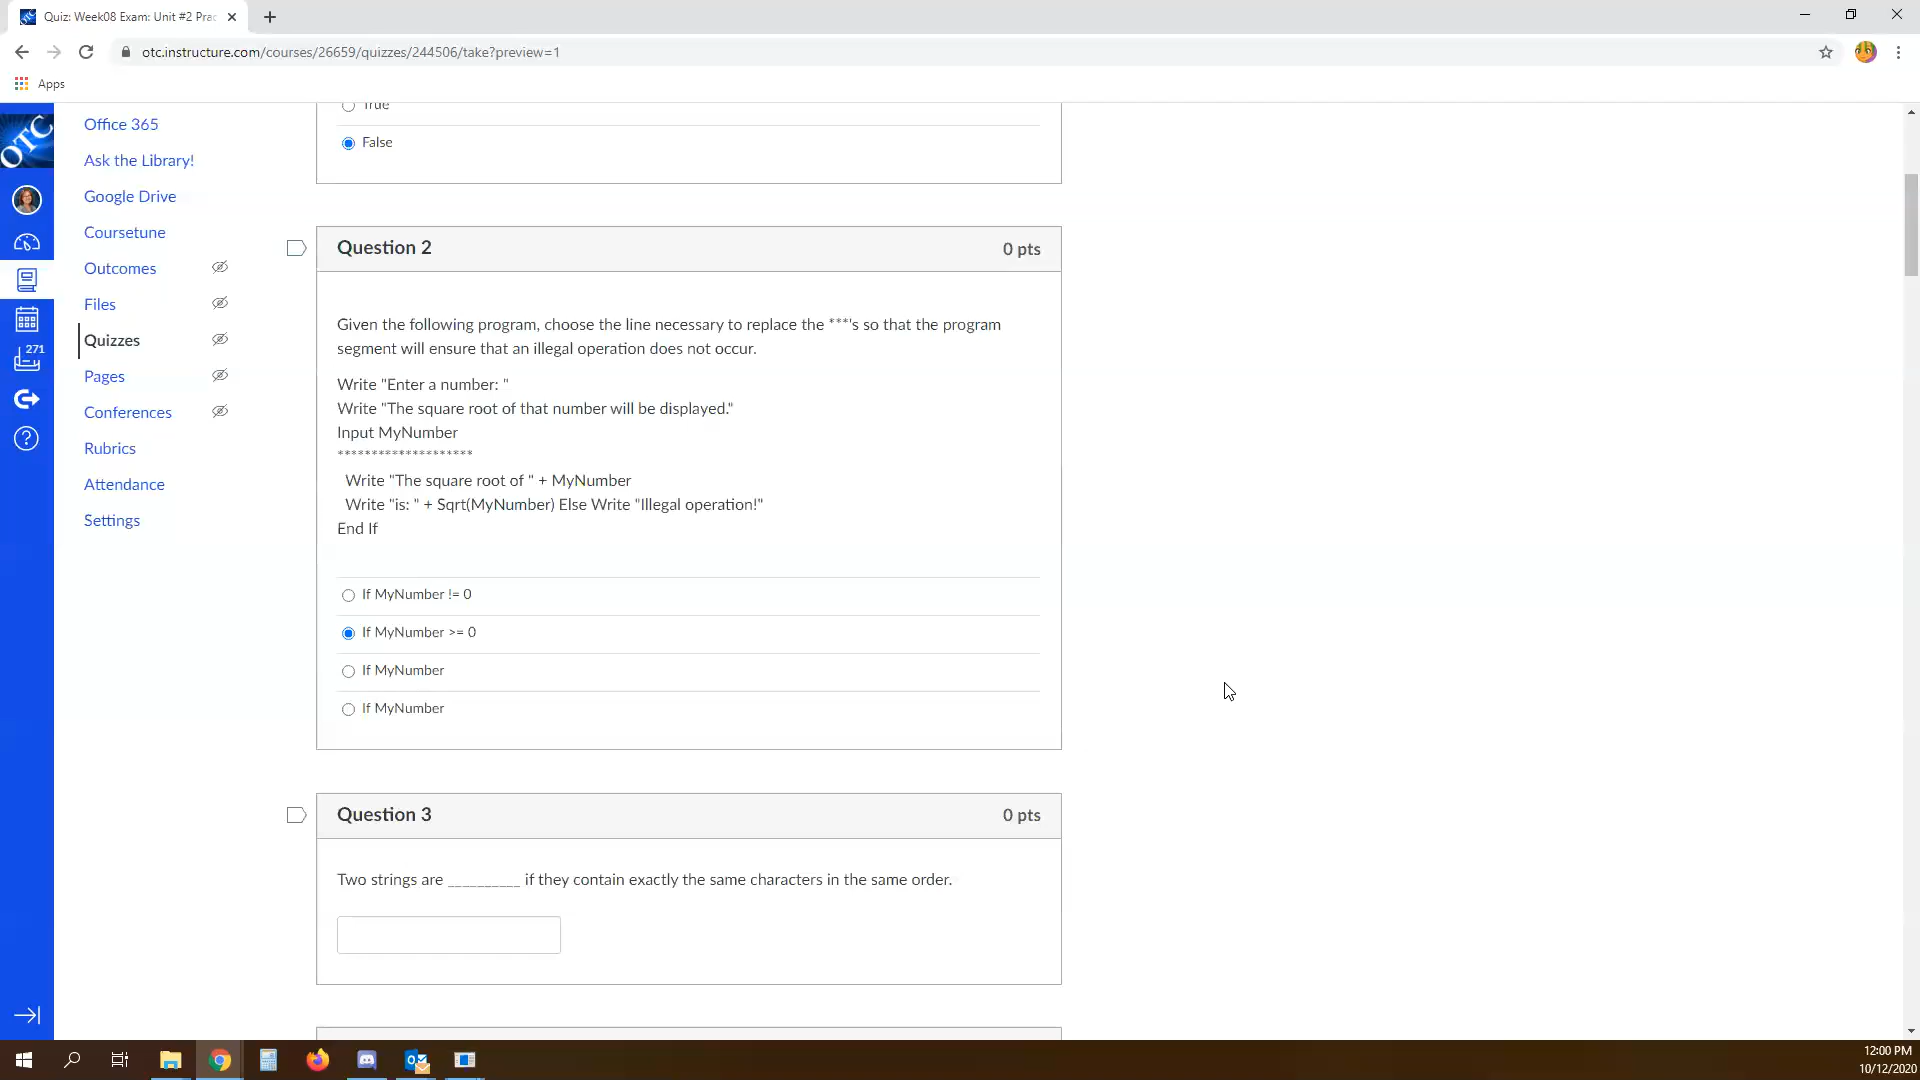 Quiz: Week08 Exam: Unit #2 Prac
otc.instructure.com/courses/26659/quizzes/244506/take?preview=1
Apps
OTC
Office 365
Ask the Library!
Google Drive
Coursetune
Outcomes
Files
Quizzes
Pages
Conferences
Rubrics
Attendance
Settings
271
True
False
Question 2
0 pts
Given the following program, choose the line necessary to replace the ***'s so that the program
segment will ensure that an illegal operation does not occur.
Write "Enter a number: "
Write "The square root of that number will be displayed."
Input MyNumber
********************
Write "The square root of " + MyNumber
Write "is: " + Sqrt(MyNumber) Else Write "Illegal operation!"
End If
If MyNumber != 0
If MyNumber >= 0
If MyNumber
If MyNumber
Question 3
0 pts
Two strings are __________ if they contain exactly the same characters in the same order.
12:00 PM
10/12/2020